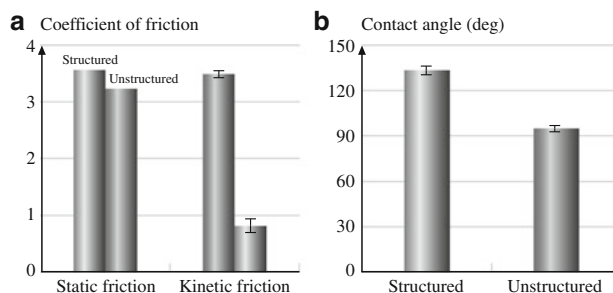 a Coefficient of friction
4
3
2
1
0
Structured
Unstructured
Static friction Kinetic friction
b Contact angle (deg)
150
120
90
60
30
0
Structured Unstructured